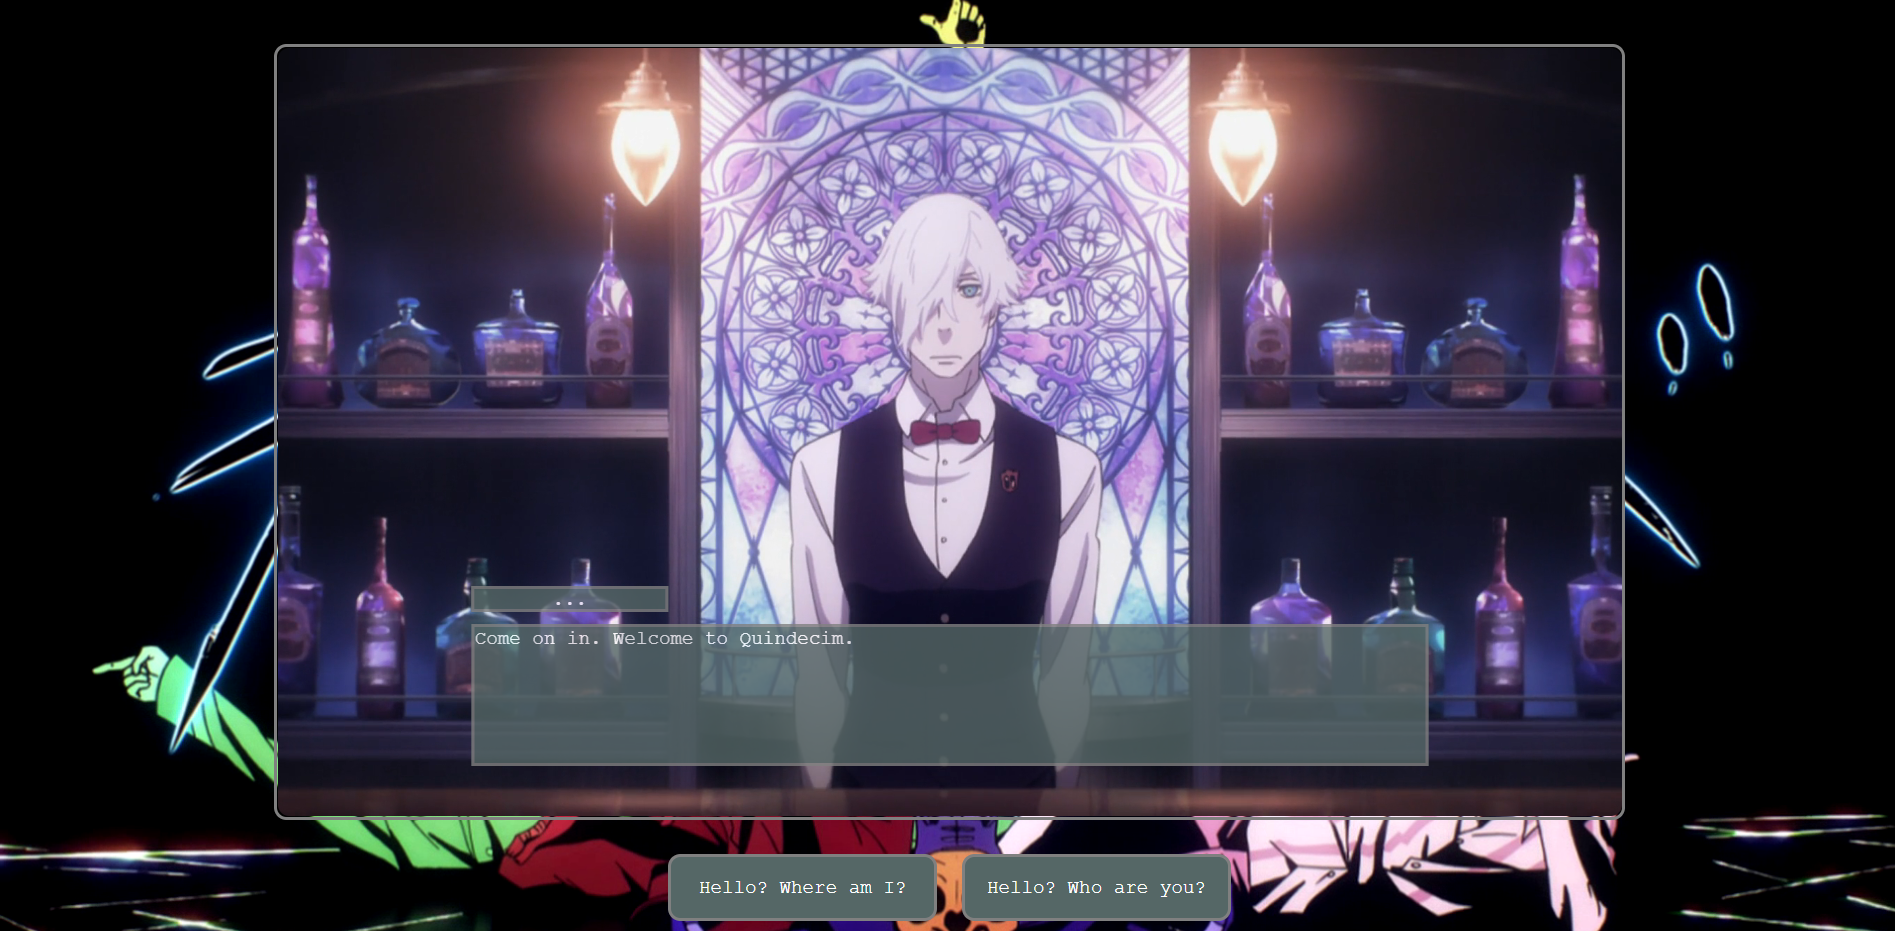 ...
Come on in. Welcome to Quindecim.
Hello? Where am I?
Hello? Who are you?